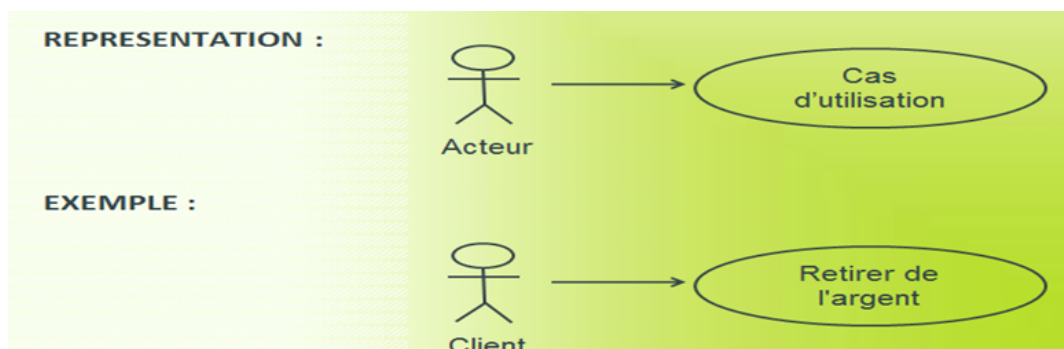 REPRESENTATION :
Cas
d'utilisation
Acteur
EXEMPLE :
Retirer de
l'argent
Client